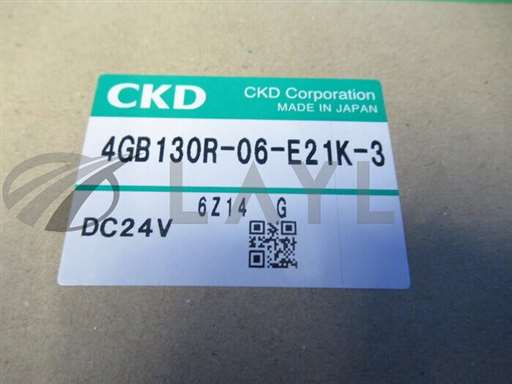 CKD
CKD Corporation
MADE IN JAPAN
4GB130R-06-E21K-3
6Z14 G
DC24V
LAYL